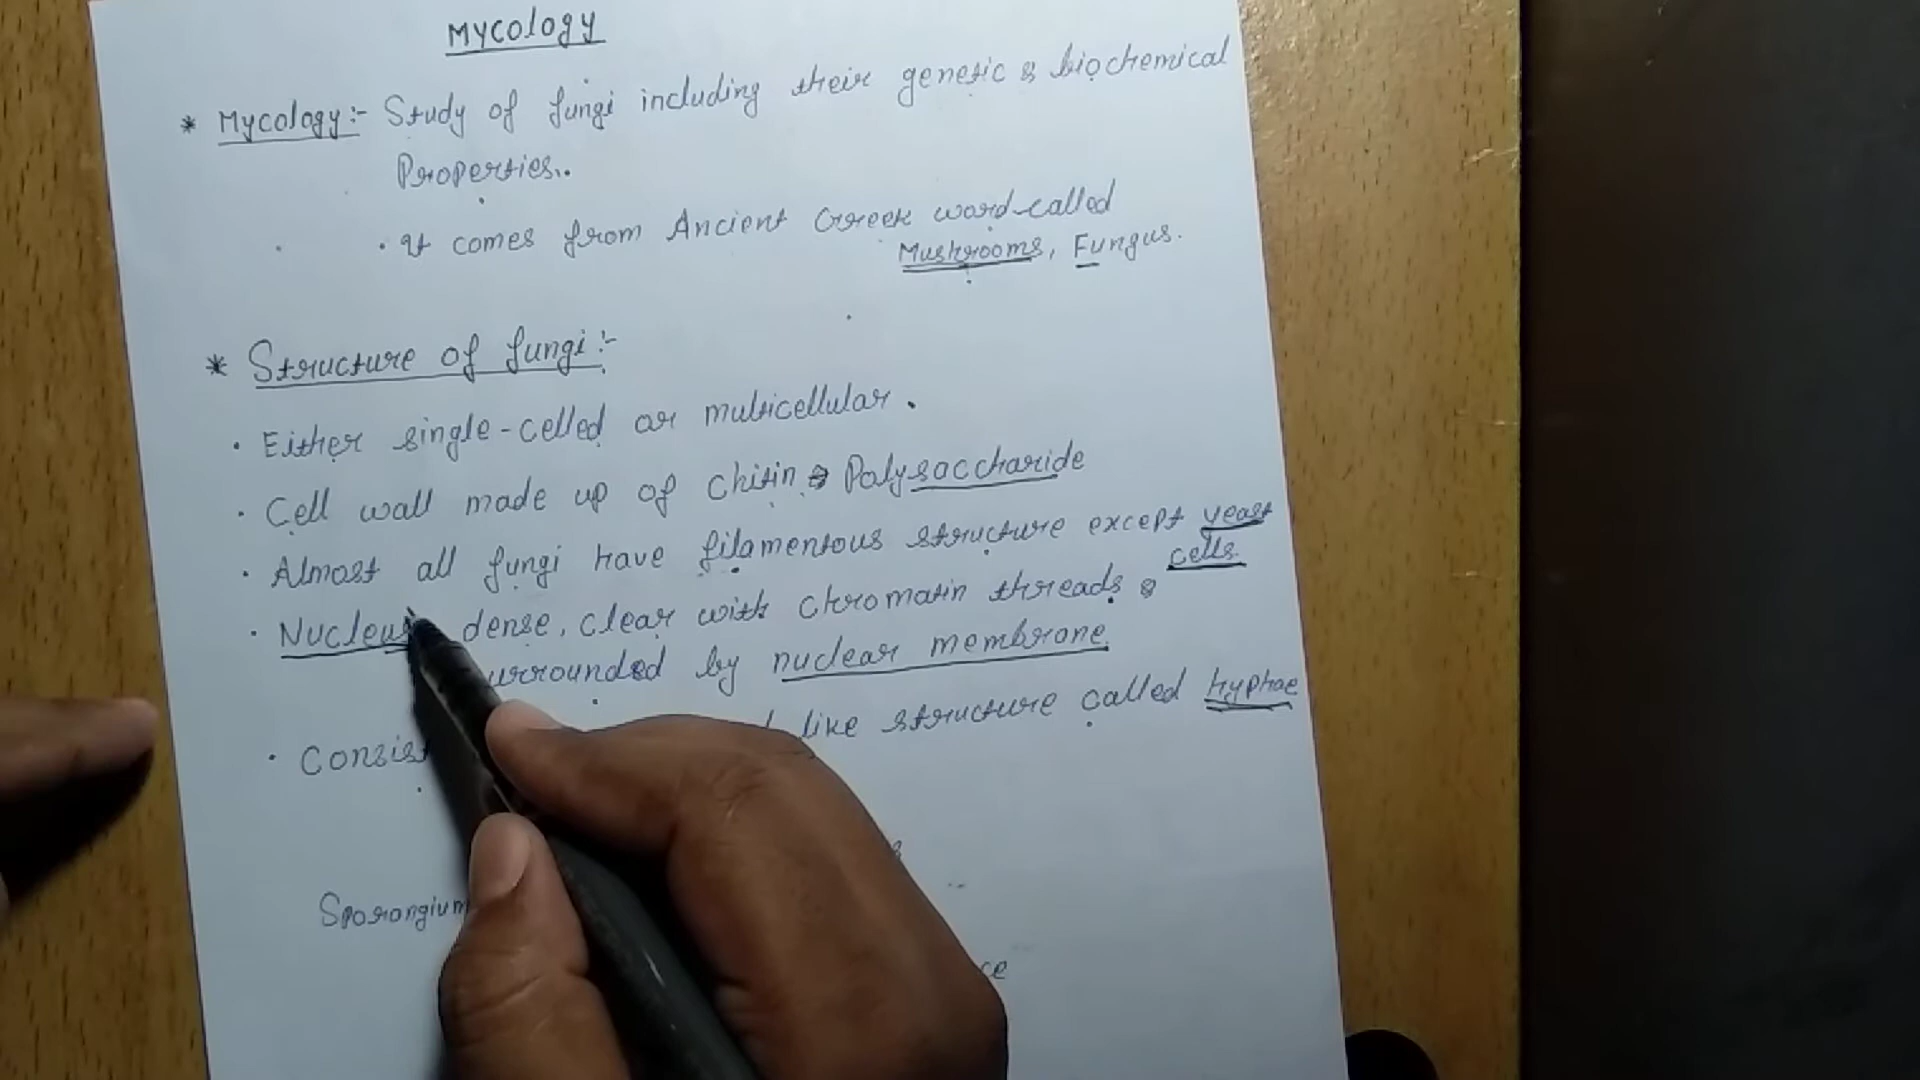 Mycology
* Mycology:- Study of fungi including their genetic & biochemical
Properties..
. It comes from Ancient Greek word-called
Mushrooms, Fungus.
* Structure of fungi:-
. Either single-celled or multicellular.
. Cell wall made up of chitin & Polysaccharide
. Almost all fungi have filamentous structure except yeast
cells.
. Nucleus dense, clear with chromatin threads &
urrounded by nuclear membrane.
. Consist like structure called hyphae
Sporangium